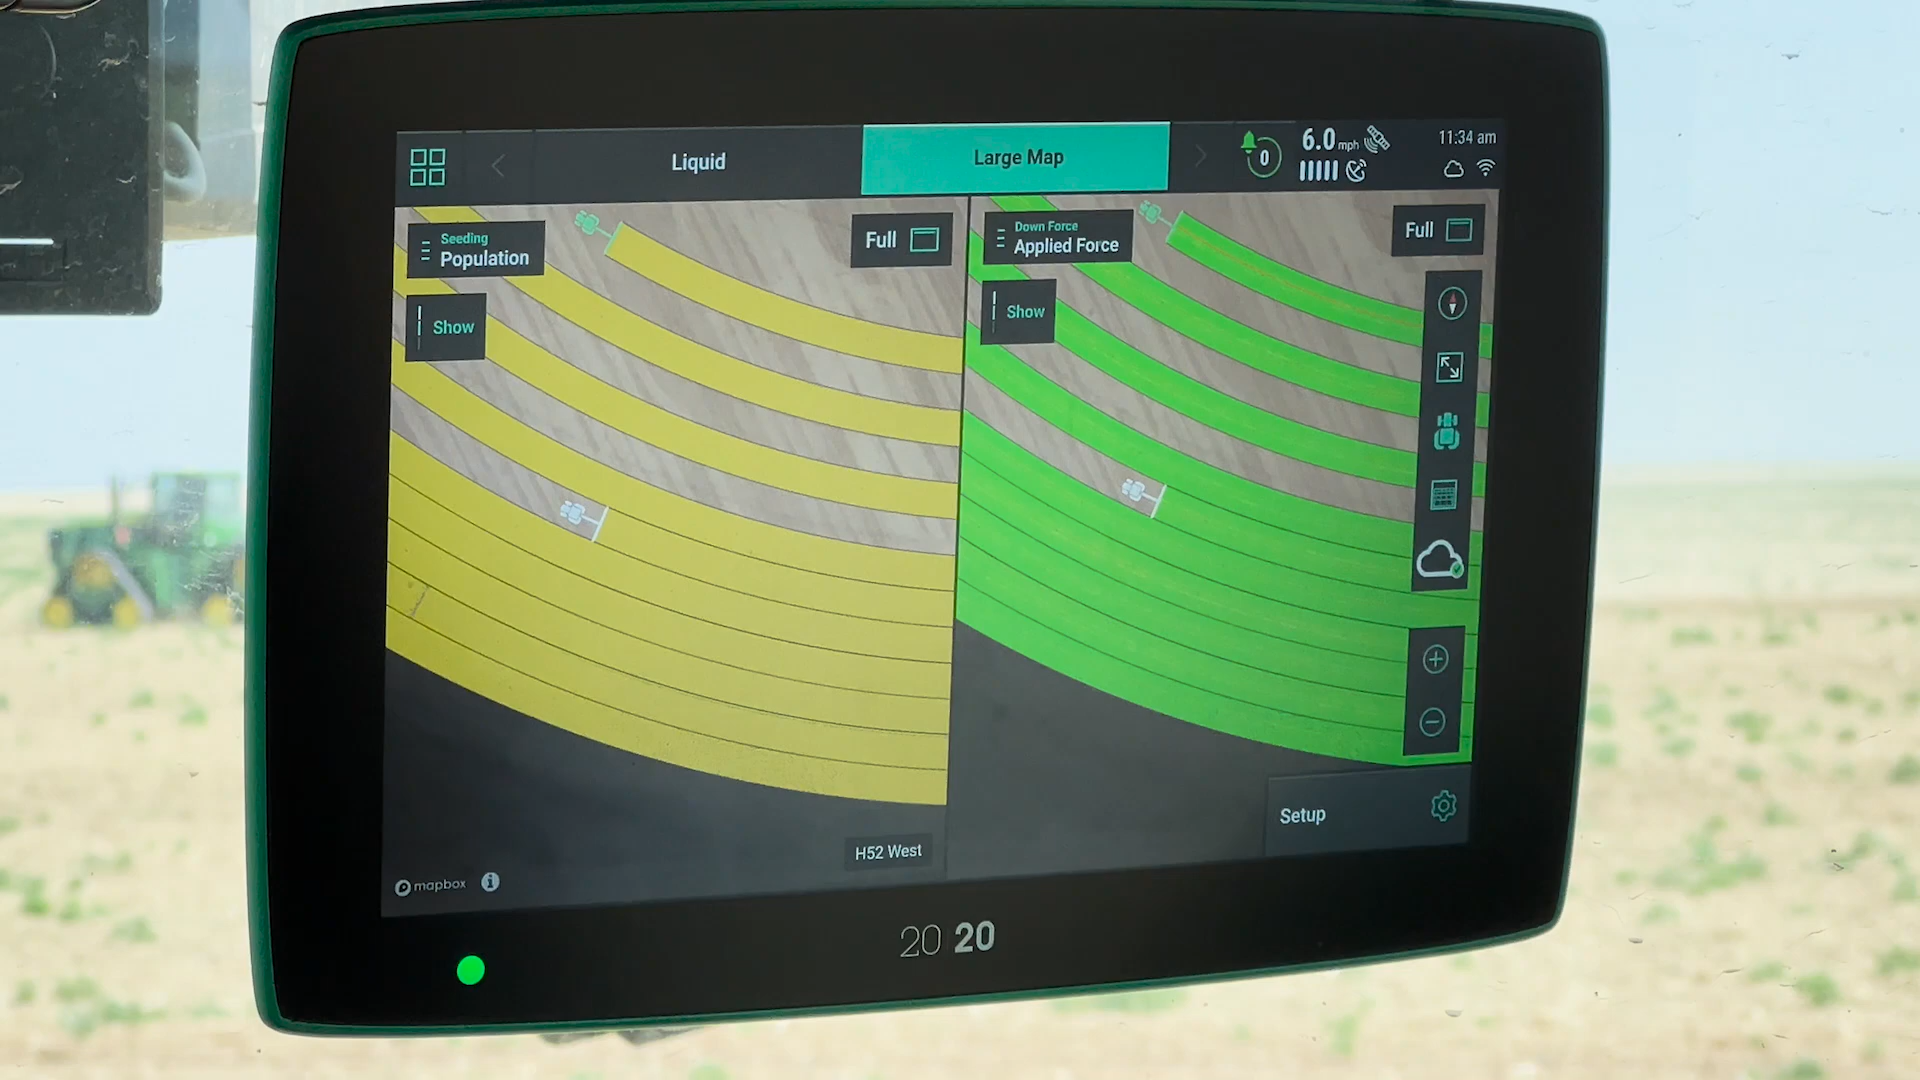 Liquid
Large Map
0
6.0 mph
11:34 am
Seeding
Population
Full
Show
Down Force
Applied Force
Full
Show
H52 West
Setup
mapbox
20 20